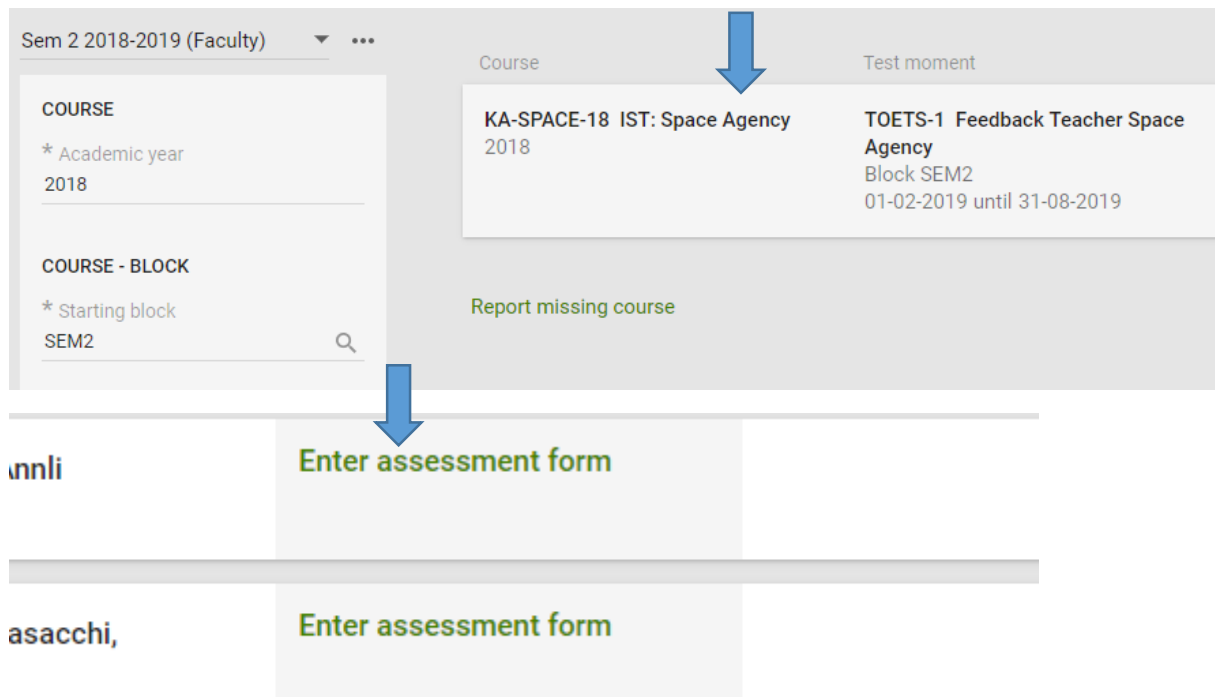 Sem 2 2018-2019 (Faculty)
COURSE
* Academic year
2018
COURSE - BLOCK
* Starting block
SEM2
Course
Test moment
KA-SPACE-18 IST: Space Agency
2018
TOETS-1 Feedback Teacher Space
Agency
Block SEM2
01-02-2019 until 31-08-2019
Report missing course
Annli
Enter assessment form
asacchi,
Enter assessment form